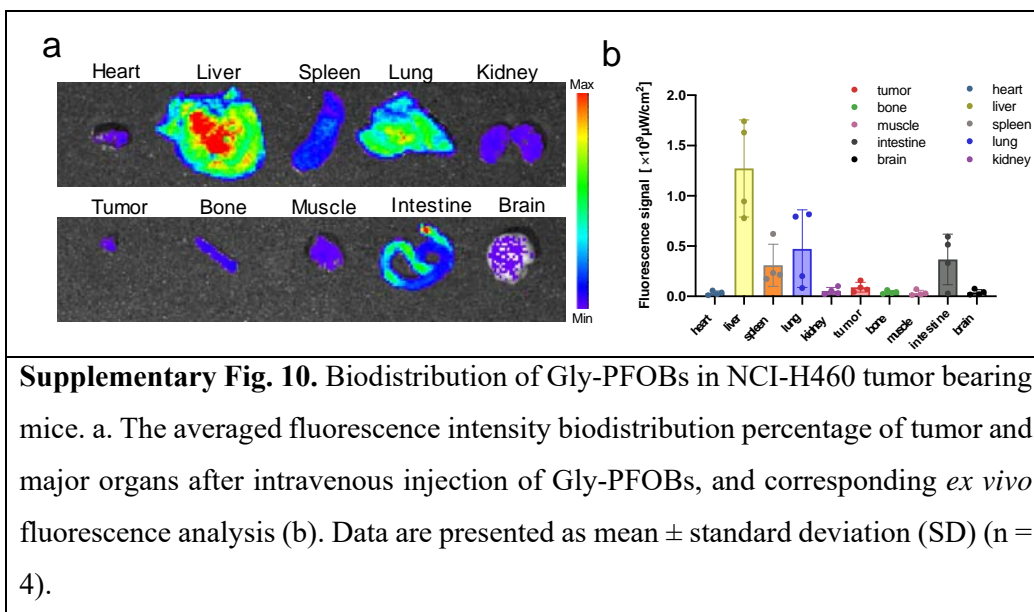 a
Heart Liver Spleen Lung Kidney
Tumor Bone Muscle Intestine Brain
Max
Min
b
Fluorescence signal [ ×10⁹μW/cm²]
2.0
1.5
1.0
0.5
0.0
tumor heart
bone liver
muscle spleen
intestine lung
brain kidney
heart liver spleen lung kidney tumor bone muscle intestine brain
Supplementary Fig. 10. Biodistribution of Gly-PFOBs in NCI-H460 tumor bearing
mice. a. The averaged fluorescence intensity biodistribution percentage of tumor and
major organs after intravenous injection of Gly-PFOBs, and corresponding ex vivo
fluorescence analysis (b). Data are presented as mean ± standard deviation (SD) (n =
4).